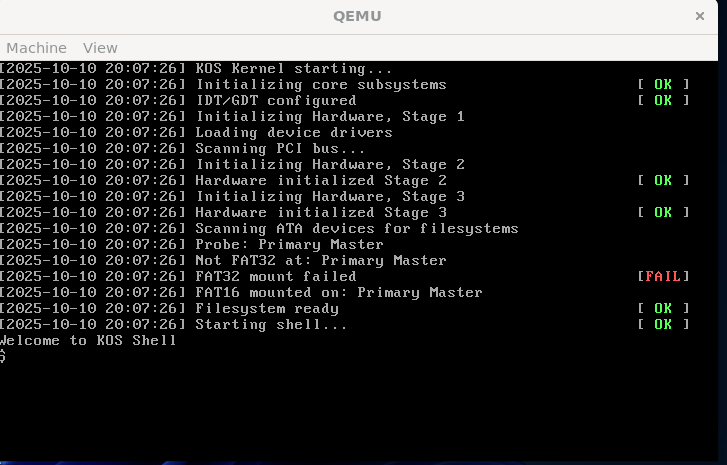 QEMU ×
Machine View
[2025-10-10 20:07:26] KOS Kernel starting...
[2025-10-10 20:07:26] Initializing core subsystems [ OK ]
[2025-10-10 20:07:26] IDT/GDT configured [ OK ]
[2025-10-10 20:07:26] Initializing Hardware, Stage 1
[2025-10-10 20:07:26] Loading device drivers
[2025-10-10 20:07:26] Scanning PCI bus...
[2025-10-10 20:07:26] Initializing Hardware, Stage 2
[2025-10-10 20:07:26] Hardware initialized Stage 2 [ OK ]
[2025-10-10 20:07:26] Initializing Hardware, Stage 3
[2025-10-10 20:07:26] Hardware initialized Stage 3 [ OK ]
[2025-10-10 20:07:26] Scanning ATA devices for filesystems
[2025-10-10 20:07:26] Probe: Primary Master
[2025-10-10 20:07:26] Not FAT32 at: Primary Master
[2025-10-10 20:07:26] FAT32 mount failed [FAIL]
[2025-10-10 20:07:26] FAT16 mounted on: Primary Master
[2025-10-10 20:07:26] Filesystem ready [ OK ]
[2025-10-10 20:07:26] Starting shell... [ OK ]
Welcome to KOS Shell
$